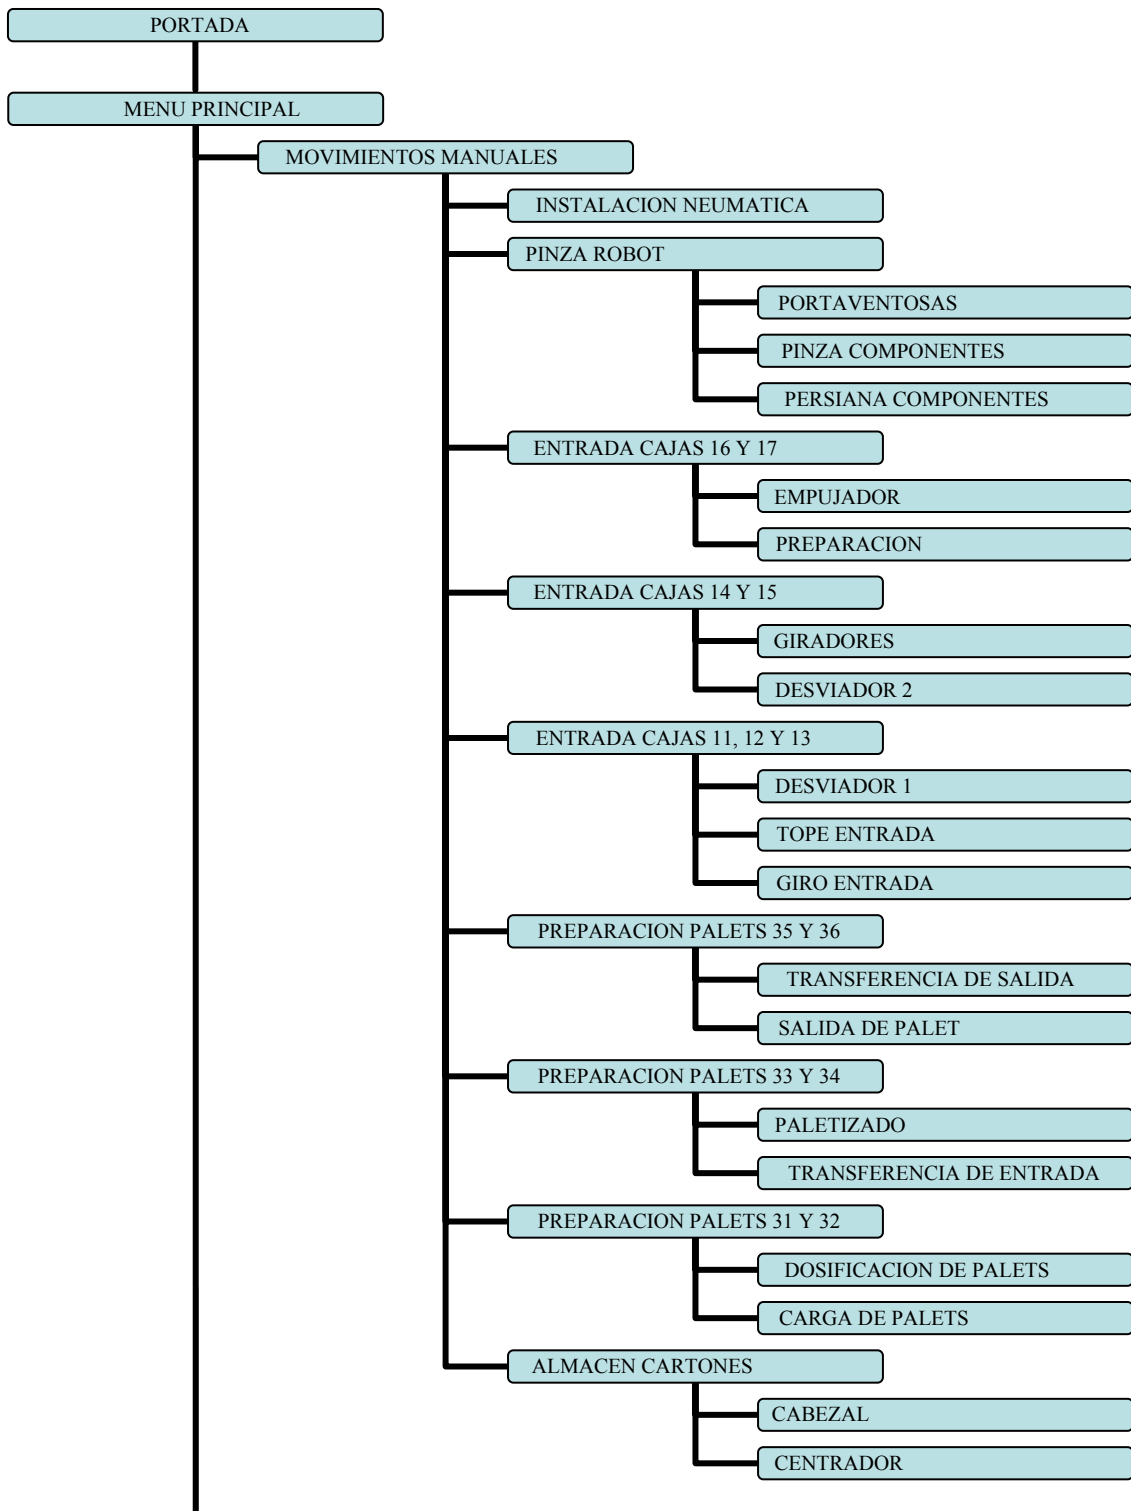 PORTADA
MENU PRINCIPAL
MOVIMIENTOS MANUALES
INSTALACION NEUMATICA
PINZA ROBOT
PORTAVENTOSAS
PINZA COMPONENTES
PERSIANA COMPONENTES
ENTRADA CAJAS 16 Y 17
EMPUJADOR
PREPARACION
ENTRADA CAJAS 14 Y 15
GIRADORES
DESVIADOR 2
ENTRADA CAJAS 11, 12 Y 13
DESVIADOR 1
TOPE ENTRADA
GIRO ENTRADA
PREPARACION PALETS 35 Y 36
TRANSFERENCIA DE SALIDA
SALIDA DE PALET
PREPARACION PALETS 33 Y 34
PALETIZADO
TRANSFERENCIA DE ENTRADA
PREPARACION PALETS 31 Y 32
DOSIFICACION DE PALETS
CARGA DE PALETS
ALMACEN CARTONES
CABEZAL
CENTRADOR